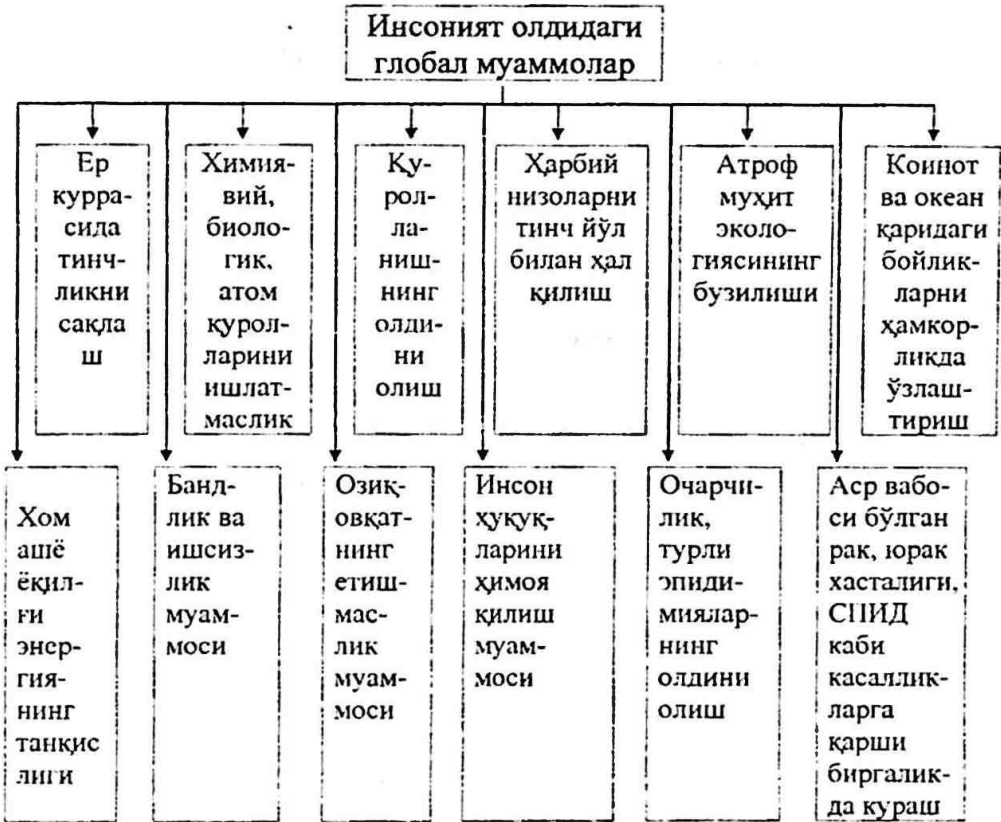 Инсоният олдидаги
глобал муаммолар
Ер
курра-
сида
тинч-
ликни
сақла
ш
Химия-
вий,
биоло-
гик,
атом
қурол-
ларини
ишлат-
маслик
Қу-
рол-
ла-
ниш-
нинг
олди-
ни
олиш
Ҳарбий
низоларни
тинч йўл
билан ҳал
қилиш
Атроф
муҳит
эколо-
гиясининг
бузилиши
Коинот
ва океан
қаридаги
бойлик-
ларни
ҳамкор-
ликда
ўзлаш-
тириш
Хом
ашё
ёқил-
ғи
энер-
гия-
нинг
танқис
лиги
Банд-
лик ва
ишсиз-
лик
муам-
моси
Озиқ-
овқат-
нинг
етиш-
мас-
лик
муам-
моси
Инсон
ҳуқуқ-
ларини
ҳимоя
қилиш
муам-
моси
Очарчи-
лик,
турли
эпиди-
мияляр-
нинг
олдини
олиш
Аср вабо-
си бўлган
рак, юрак
хасталиги,
СПИД
каби
касаллик-
ларга
қарши
биргалик-
да кураш